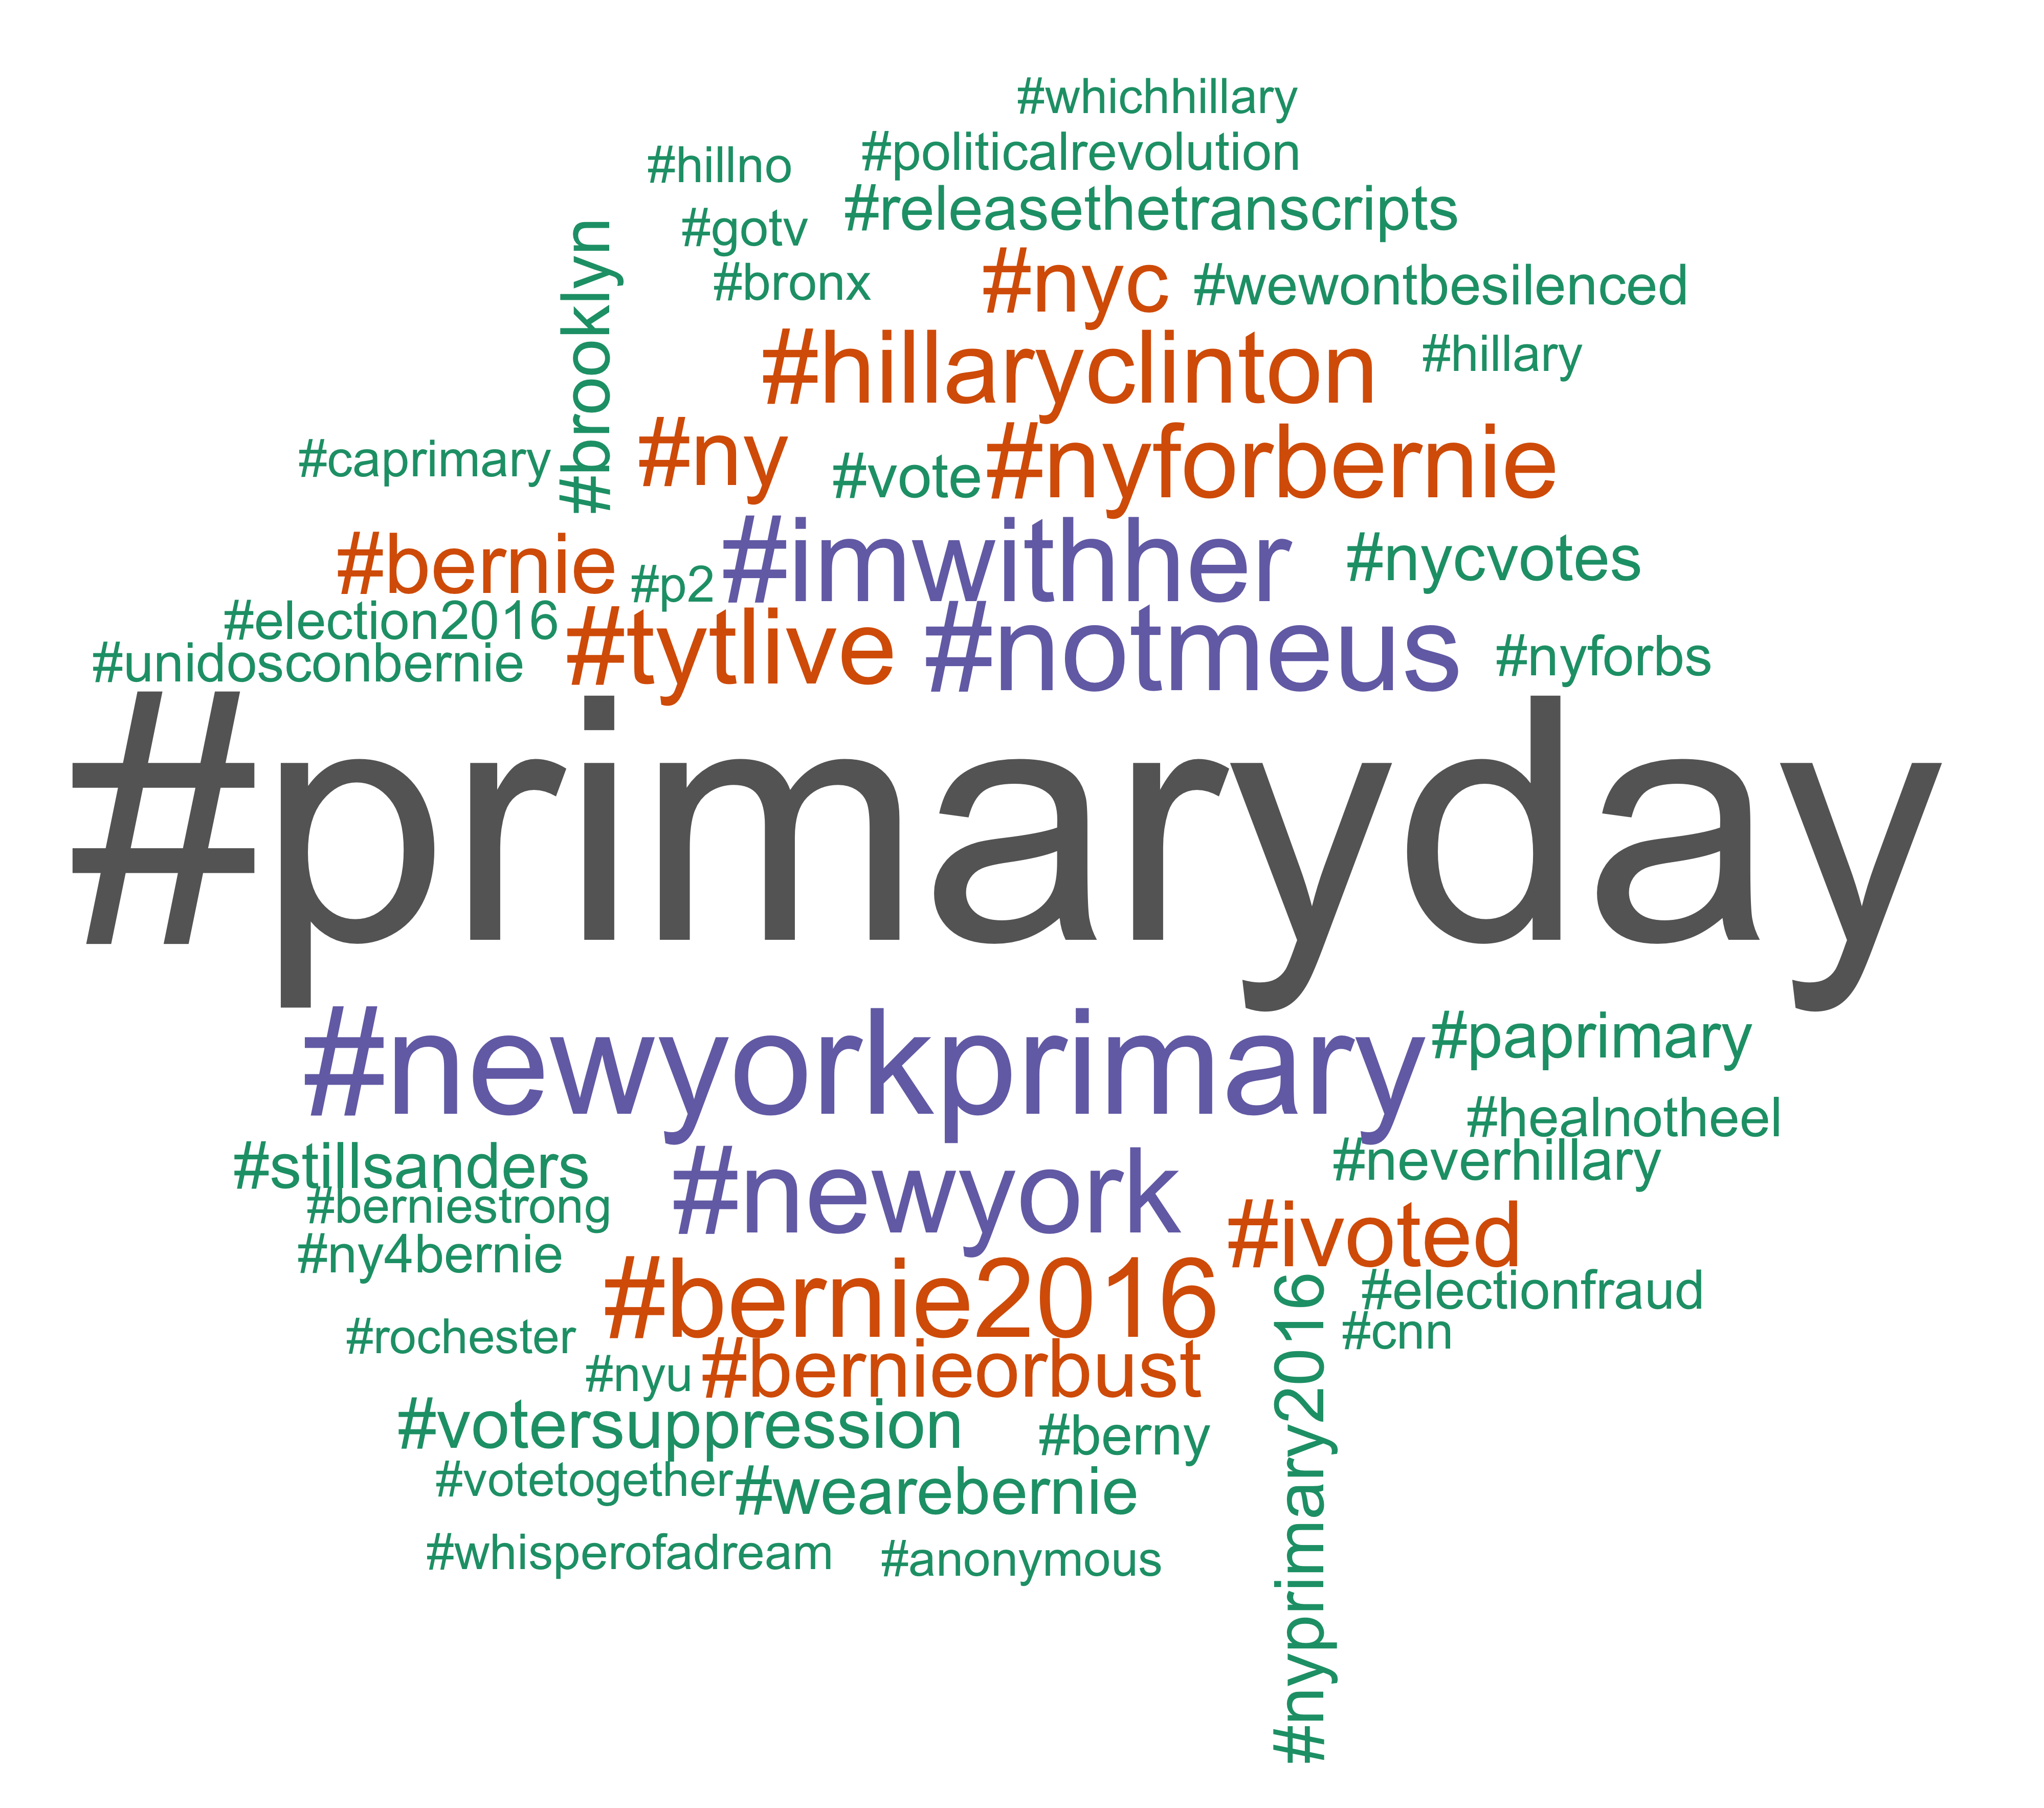 #whichhillary
#politicalrevolution
#hillno
#releasethetranscripts
#gotv
#bronx
#nyc
#wewontbesilenced
#brooklyn
#hillaryclinton
#hillary
#caprimary
#ny
#vote
#nyforbernie
#bernie
#p2
#imwithher
#nycvotes
#election2016
#unidosconbernie
#tytlive
#notmeus
#nyforbs
#primaryday
#newyorkprimary
#paprimary
#healnotheel
#neverhillary
#stillsanders
#berniestrong
#ny4bernie
#newyork
#ivoted
#bernie2016
#electionfraud
#cnn
#rochester
#nyu
#bernieorbust
#nyprimary2016
#votersuppression
#berny
#votetogether
#wearebernie
#whisperofadream
#anonymous